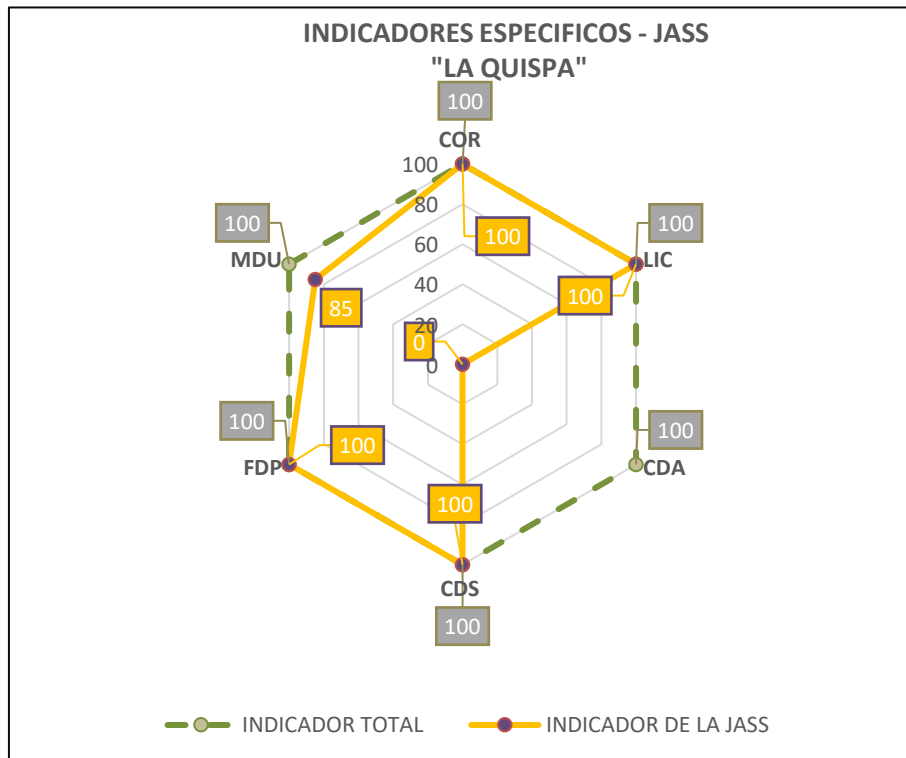 INDICADORES ESPECIFICOS - JASS
"LA QUISPA"
100
COR
100
80
60
40
20
0
100
100
MDU
85
0
100
LIC
100
100
FDP
100
100
CDA
100
CDS
100
INDICADOR TOTAL
INDICADOR DE LA JASS